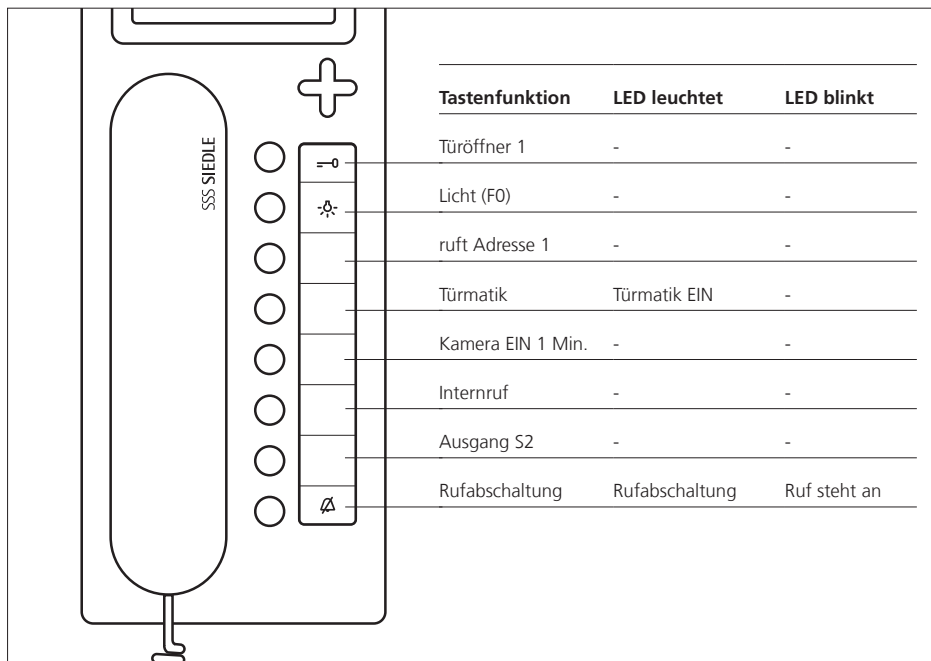 SSS SIEDLE
Tastenfunktion LED leuchtet LED blinkt
Türöffner 1 - -
Licht (F0) - -
ruft Adresse 1 - -
Türmatik Türmatik EIN -
Kamera EIN 1 Min. - -
Internruf - -
Ausgang S2 - -
Rufabschaltung Rufabschaltung Ruf steht an